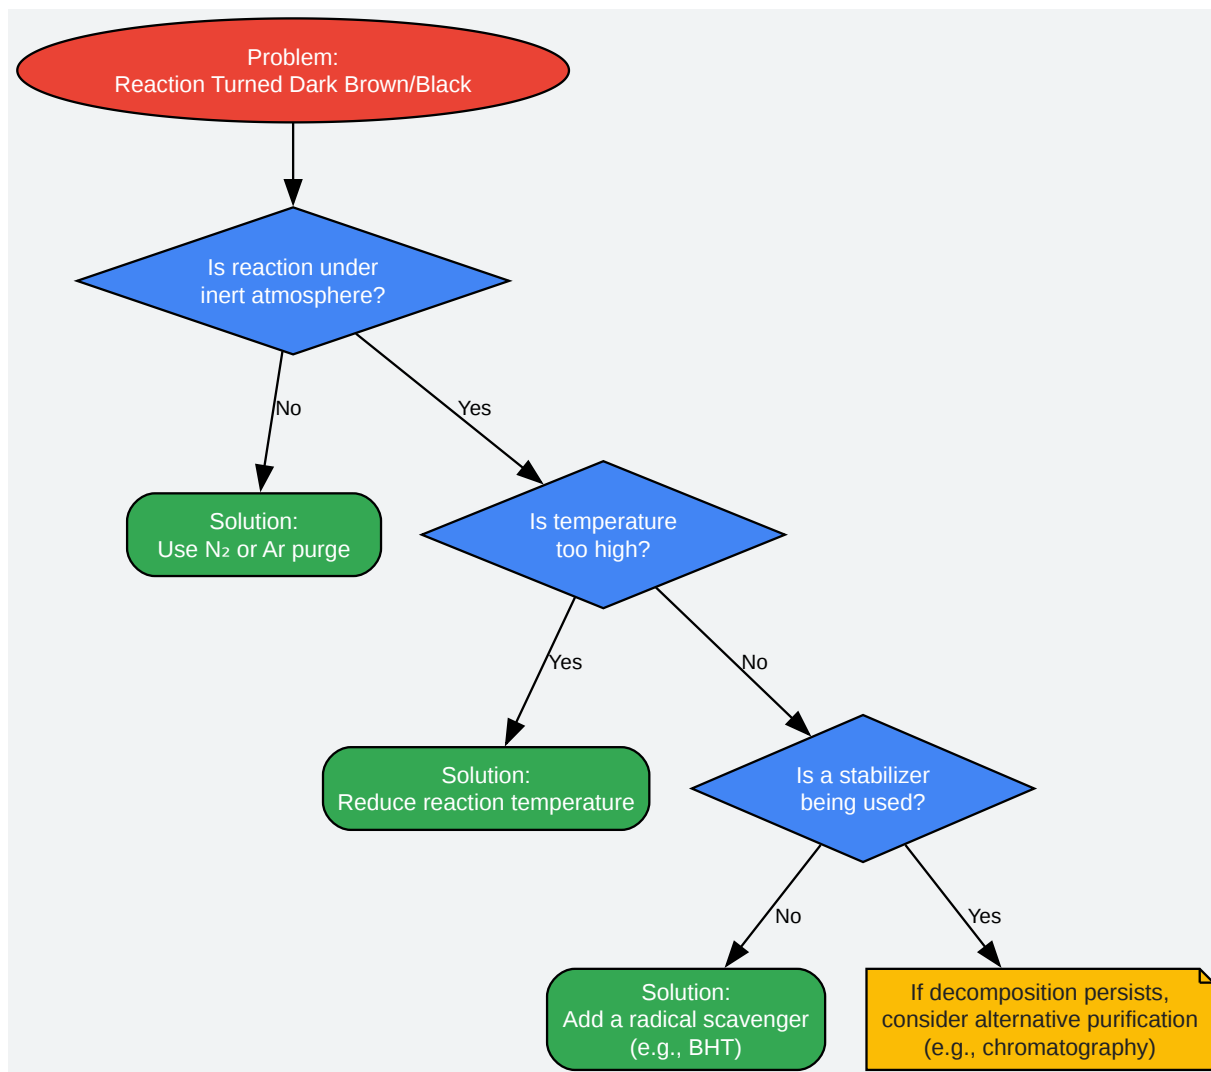 Problem:
Reaction Turned Dark Brown/Black
Is reaction under
inert atmosphere?
No
Yes
Solution:
Use N₂ or Ar purge
Is temperature
too high?
Yes
No
Solution:
Reduce reaction temperature
Is a stabilizer
being used?
No
Yes
Solution:
Add a radical scavenger
(e.g., BHT)
If decomposition persists,
consider alternative purification
(e.g., chromatography)